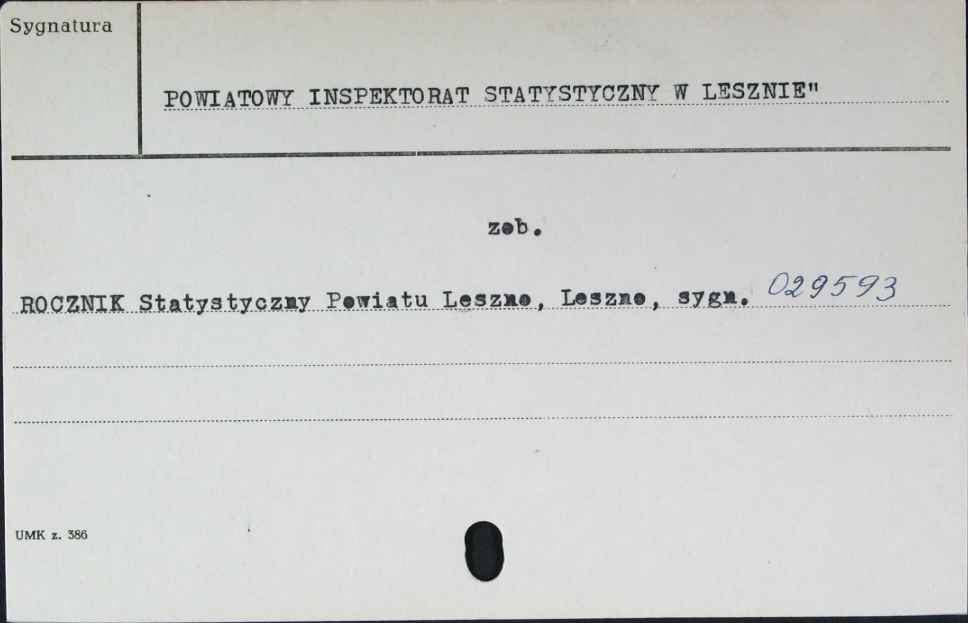 Sygnatura
POWIATOWY INSPEKTORAT STATYSTYCZNY W LESZNIE"
zob.
ROCZNIK Statystyczny Powiatu Leszno, Leszno, sygn. 029593
UMK z. 386